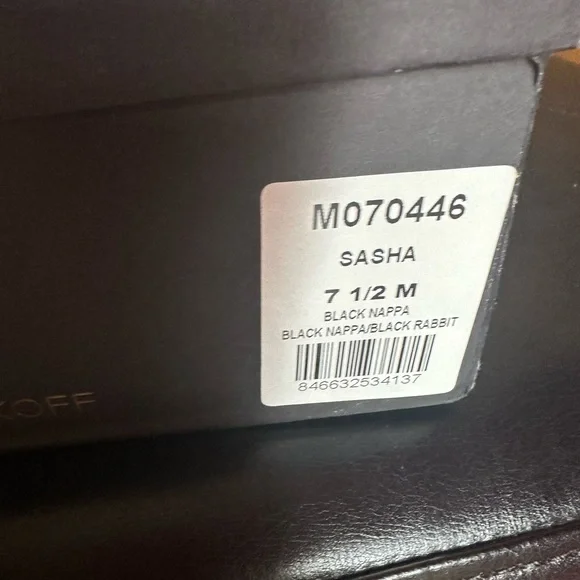 M070446
SASHA
7 1/2 M
BLACK NAPPA
BLACK NAPPA/BLACK RABBIT
846632534137
KOFF